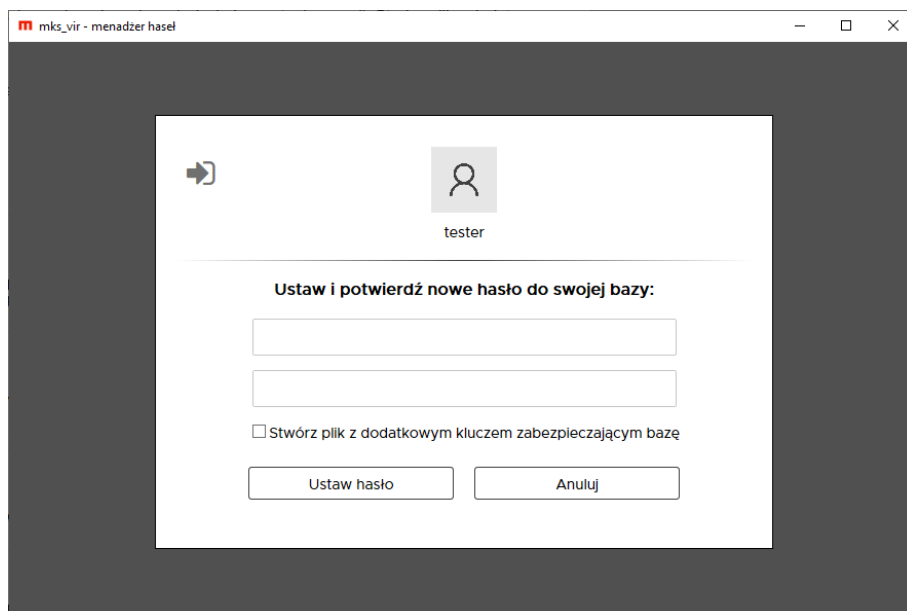 mks_vir - menadżer haseł
tester
Ustaw i potwierdź nowe hasło do swojej bazy:
Stwórz plik z dodatkowym kluczem zabezpieczającym bazę
Ustaw hasło
Anuluj